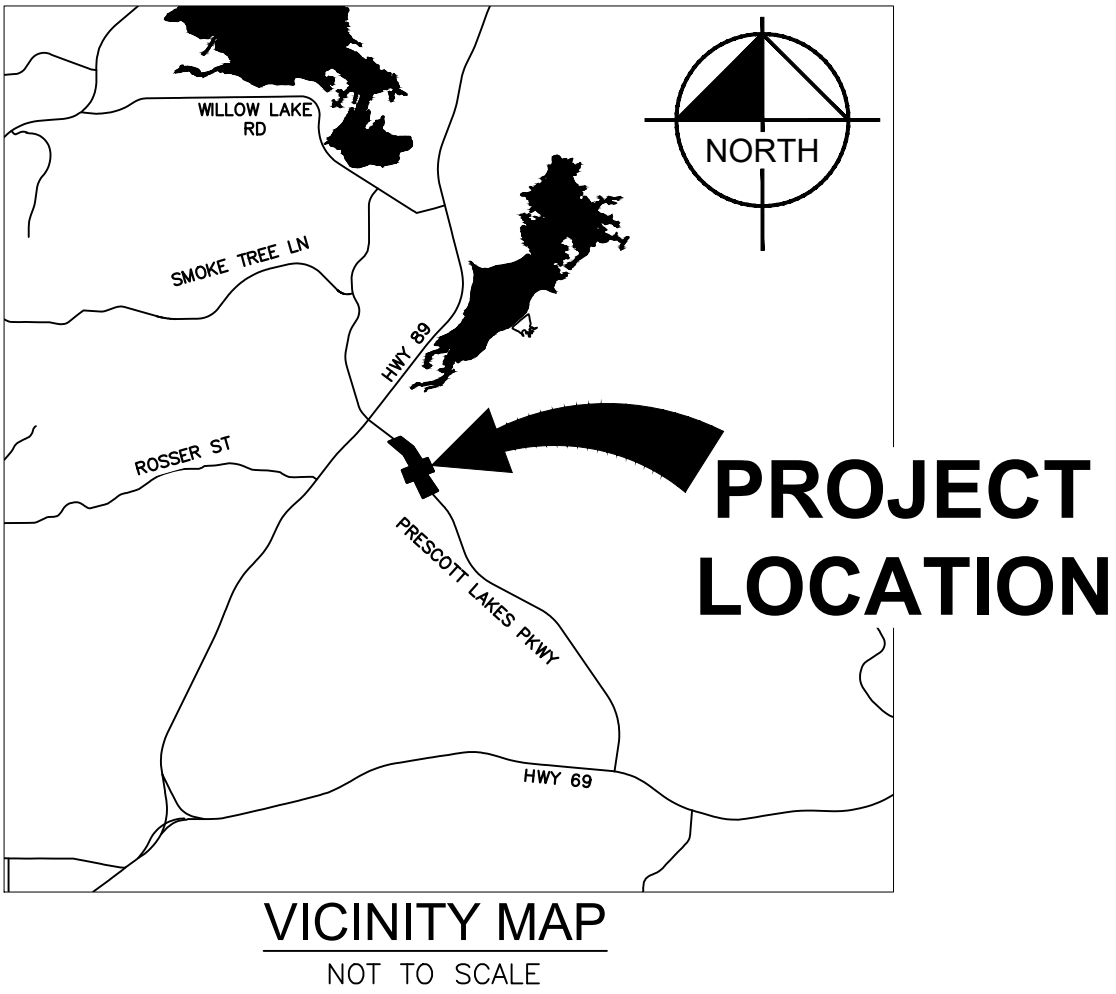 WILLOW LAKE
RD
NORTH
SMOKE TREE LN
HWY 89
ROSSER ST
PROJECT
LOCATION
PRESCOTT LAKES PKWY
HWY 69
VICINITY MAP
NOT TO SCALE